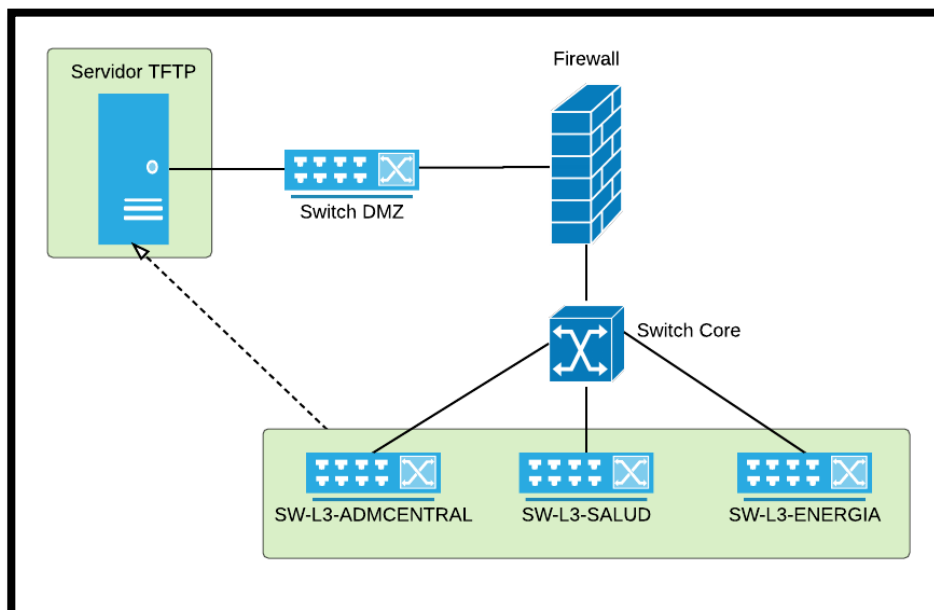 Servidor TFTP
Firewall
Switch DMZ
Switch Core
SW-L3-ADMCENTRAL
SW-L3-SALUD
SW-L3-ENERGIA